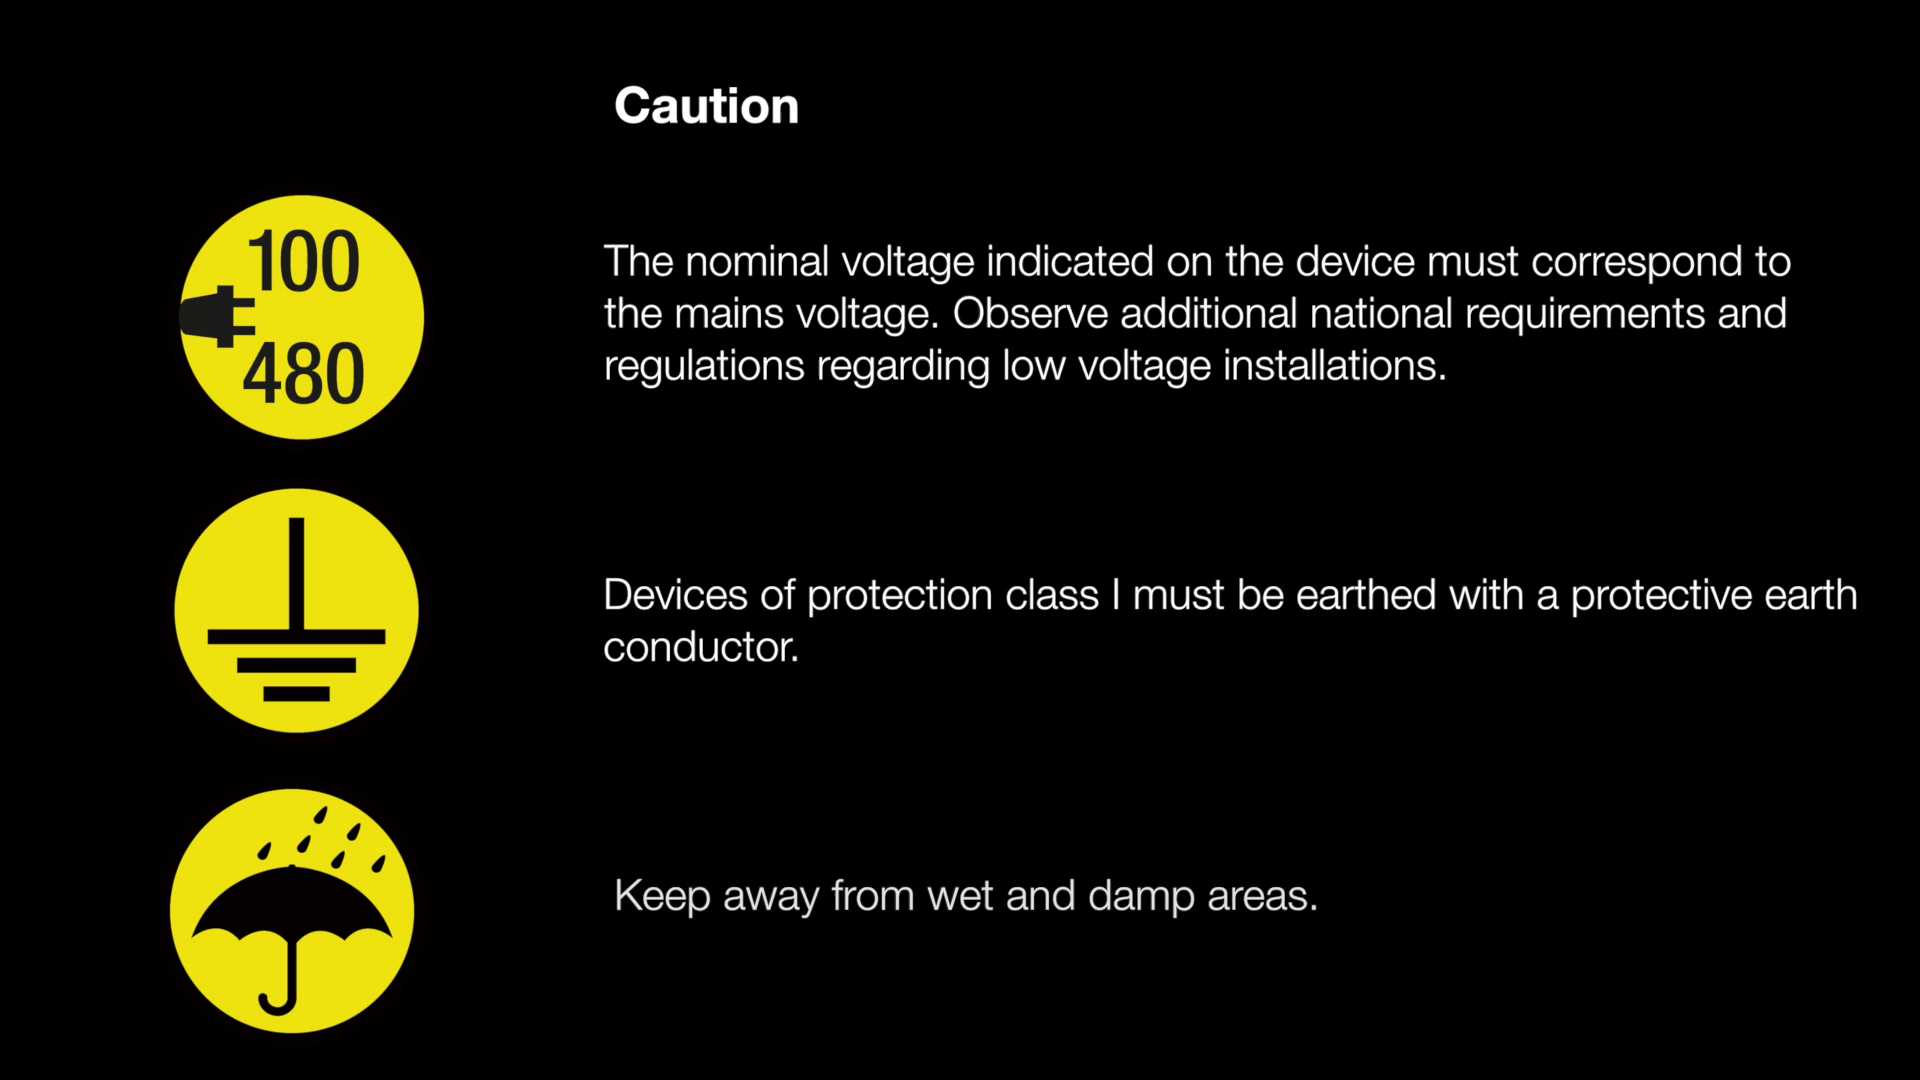 Caution
100
480
The nominal voltage indicated on the device must correspond to
the mains voltage. Observe additional national requirements and
regulations regarding low voltage installations.
Devices of protection class I must be earthed with a protective earth
conductor.
Keep away from wet and damp areas.